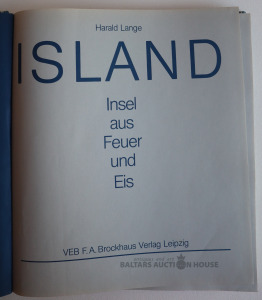 Harald Lange
ISLAND
Insel
aus
Feuer
und
Eis
VEB F. A. Brockhaus Verlag Leipzig
BALTARS AUCTION HOUSE